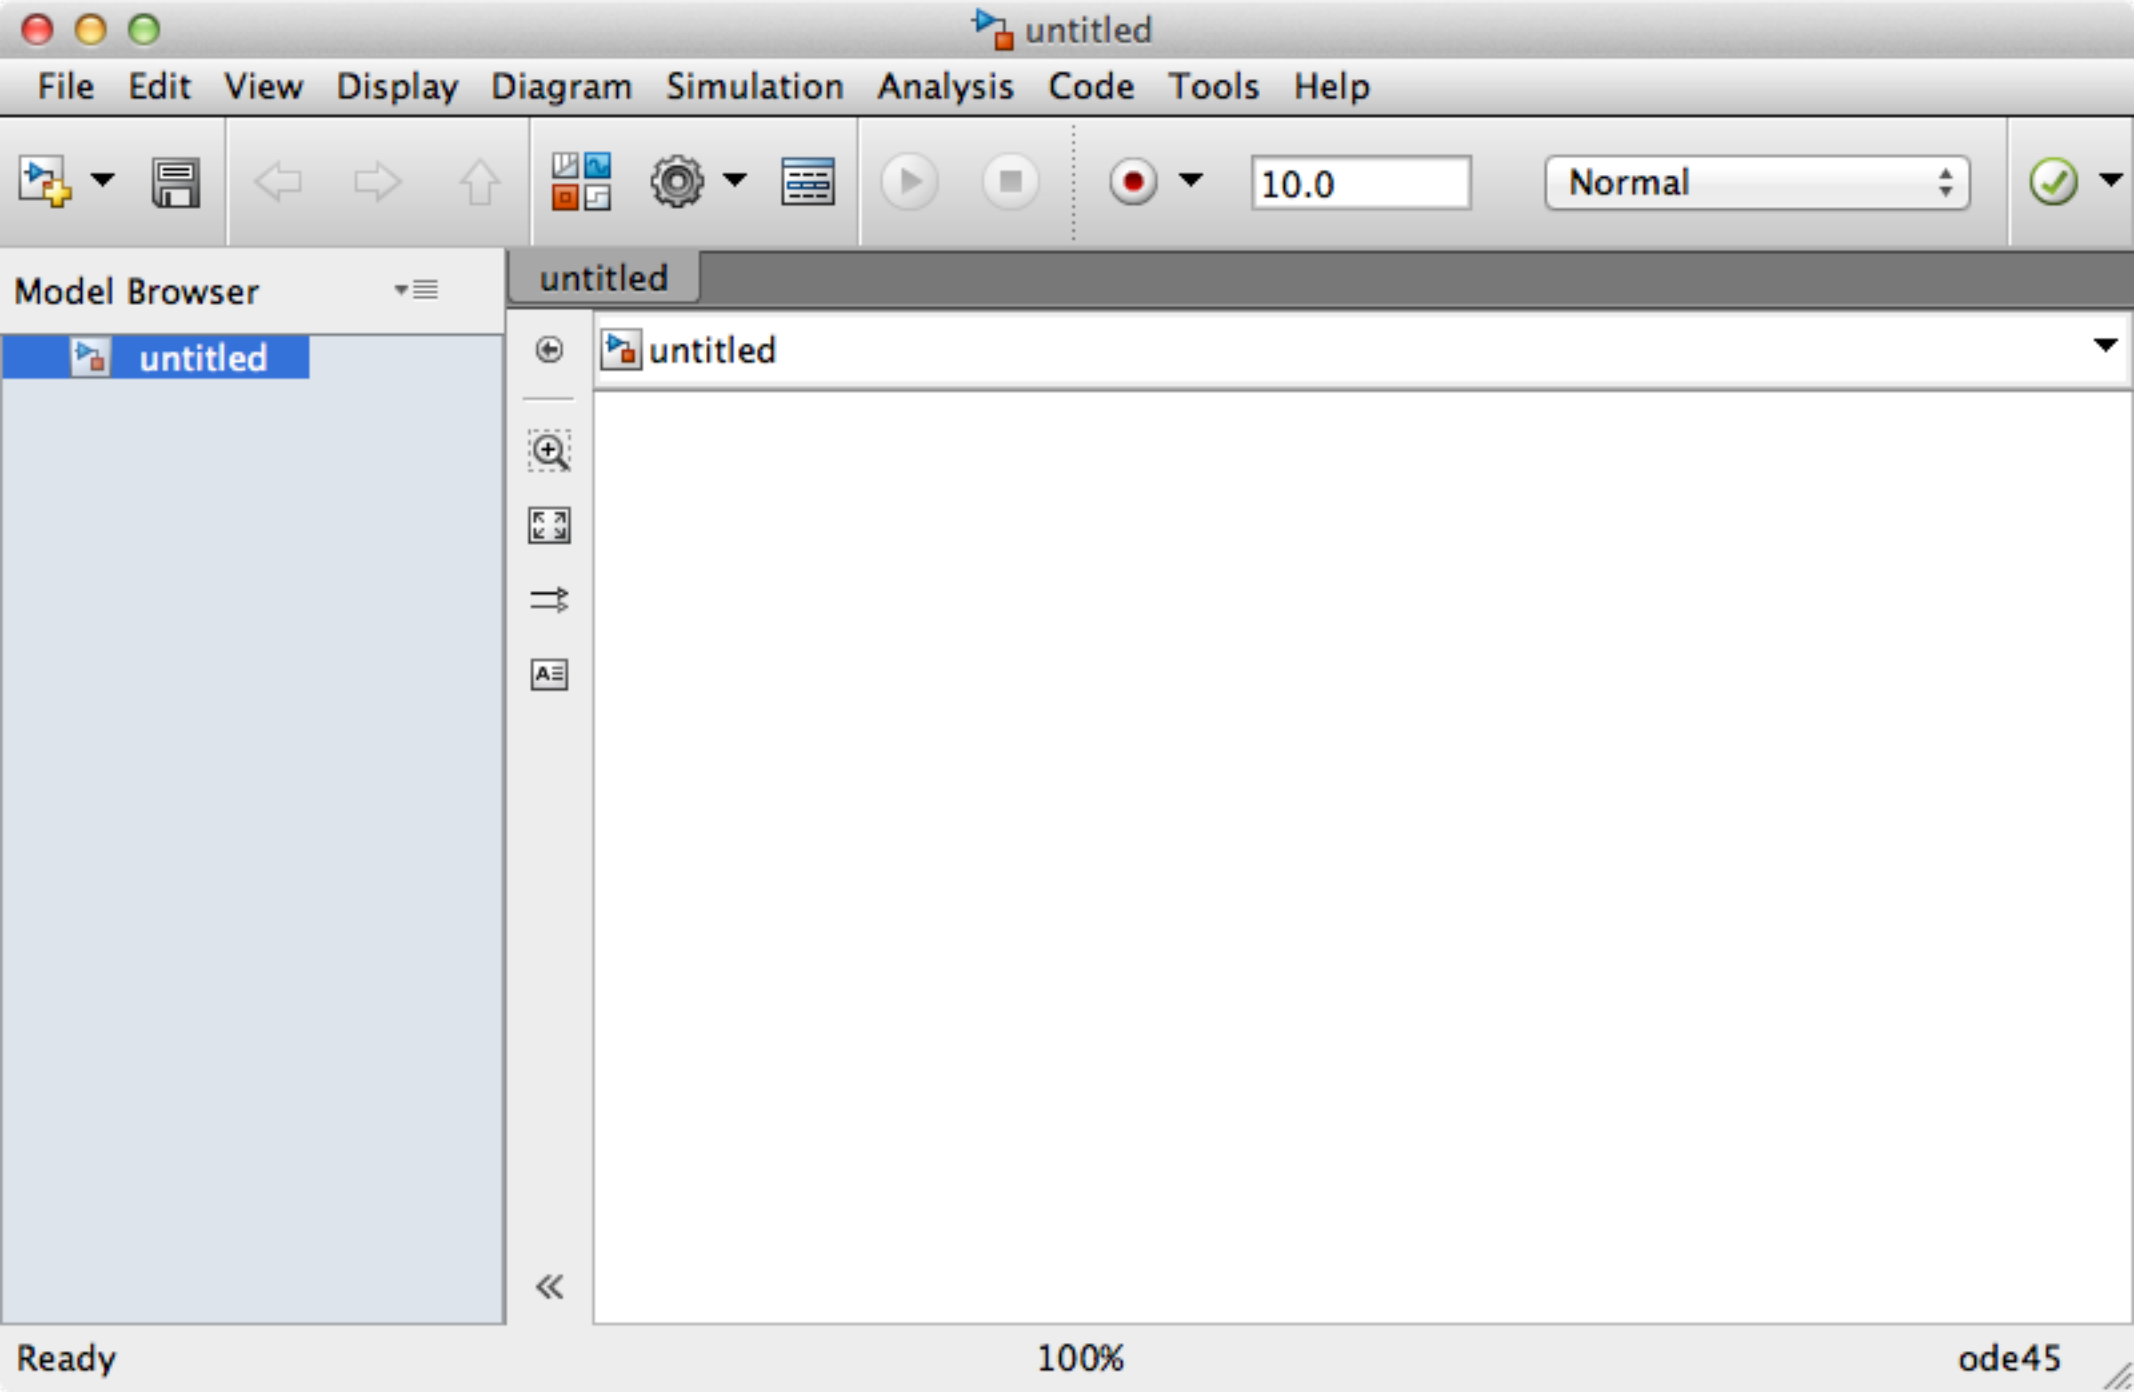 untitled
File Edit View Display Diagram Simulation Analysis Code Tools Help
10.0 Normal
Model Browser
untitled
untitled
untitled
A
Ready 100% ode45